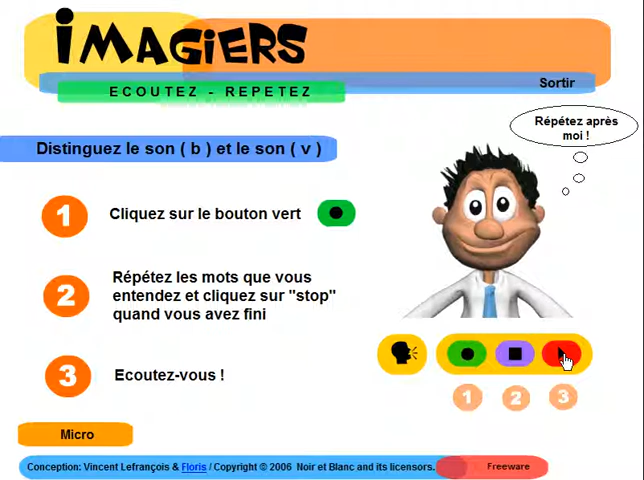 iMAGiERS
ECOUTEZ - REPETEZ
Sortir
Répétez après
moi !
Distinguez le son ( b ) et le son ( v )
1
Cliquez sur le bouton vert
2
Répétez les mots que vous
entendez et cliquez sur "stop"
quand vous avez fini
3
Ecoutez-vous !
1 2 3
Micro
Conception: Vincent Lefrançois & Floris / Copyright © 2006 Noir et Blanc and its licensors.
Freeware